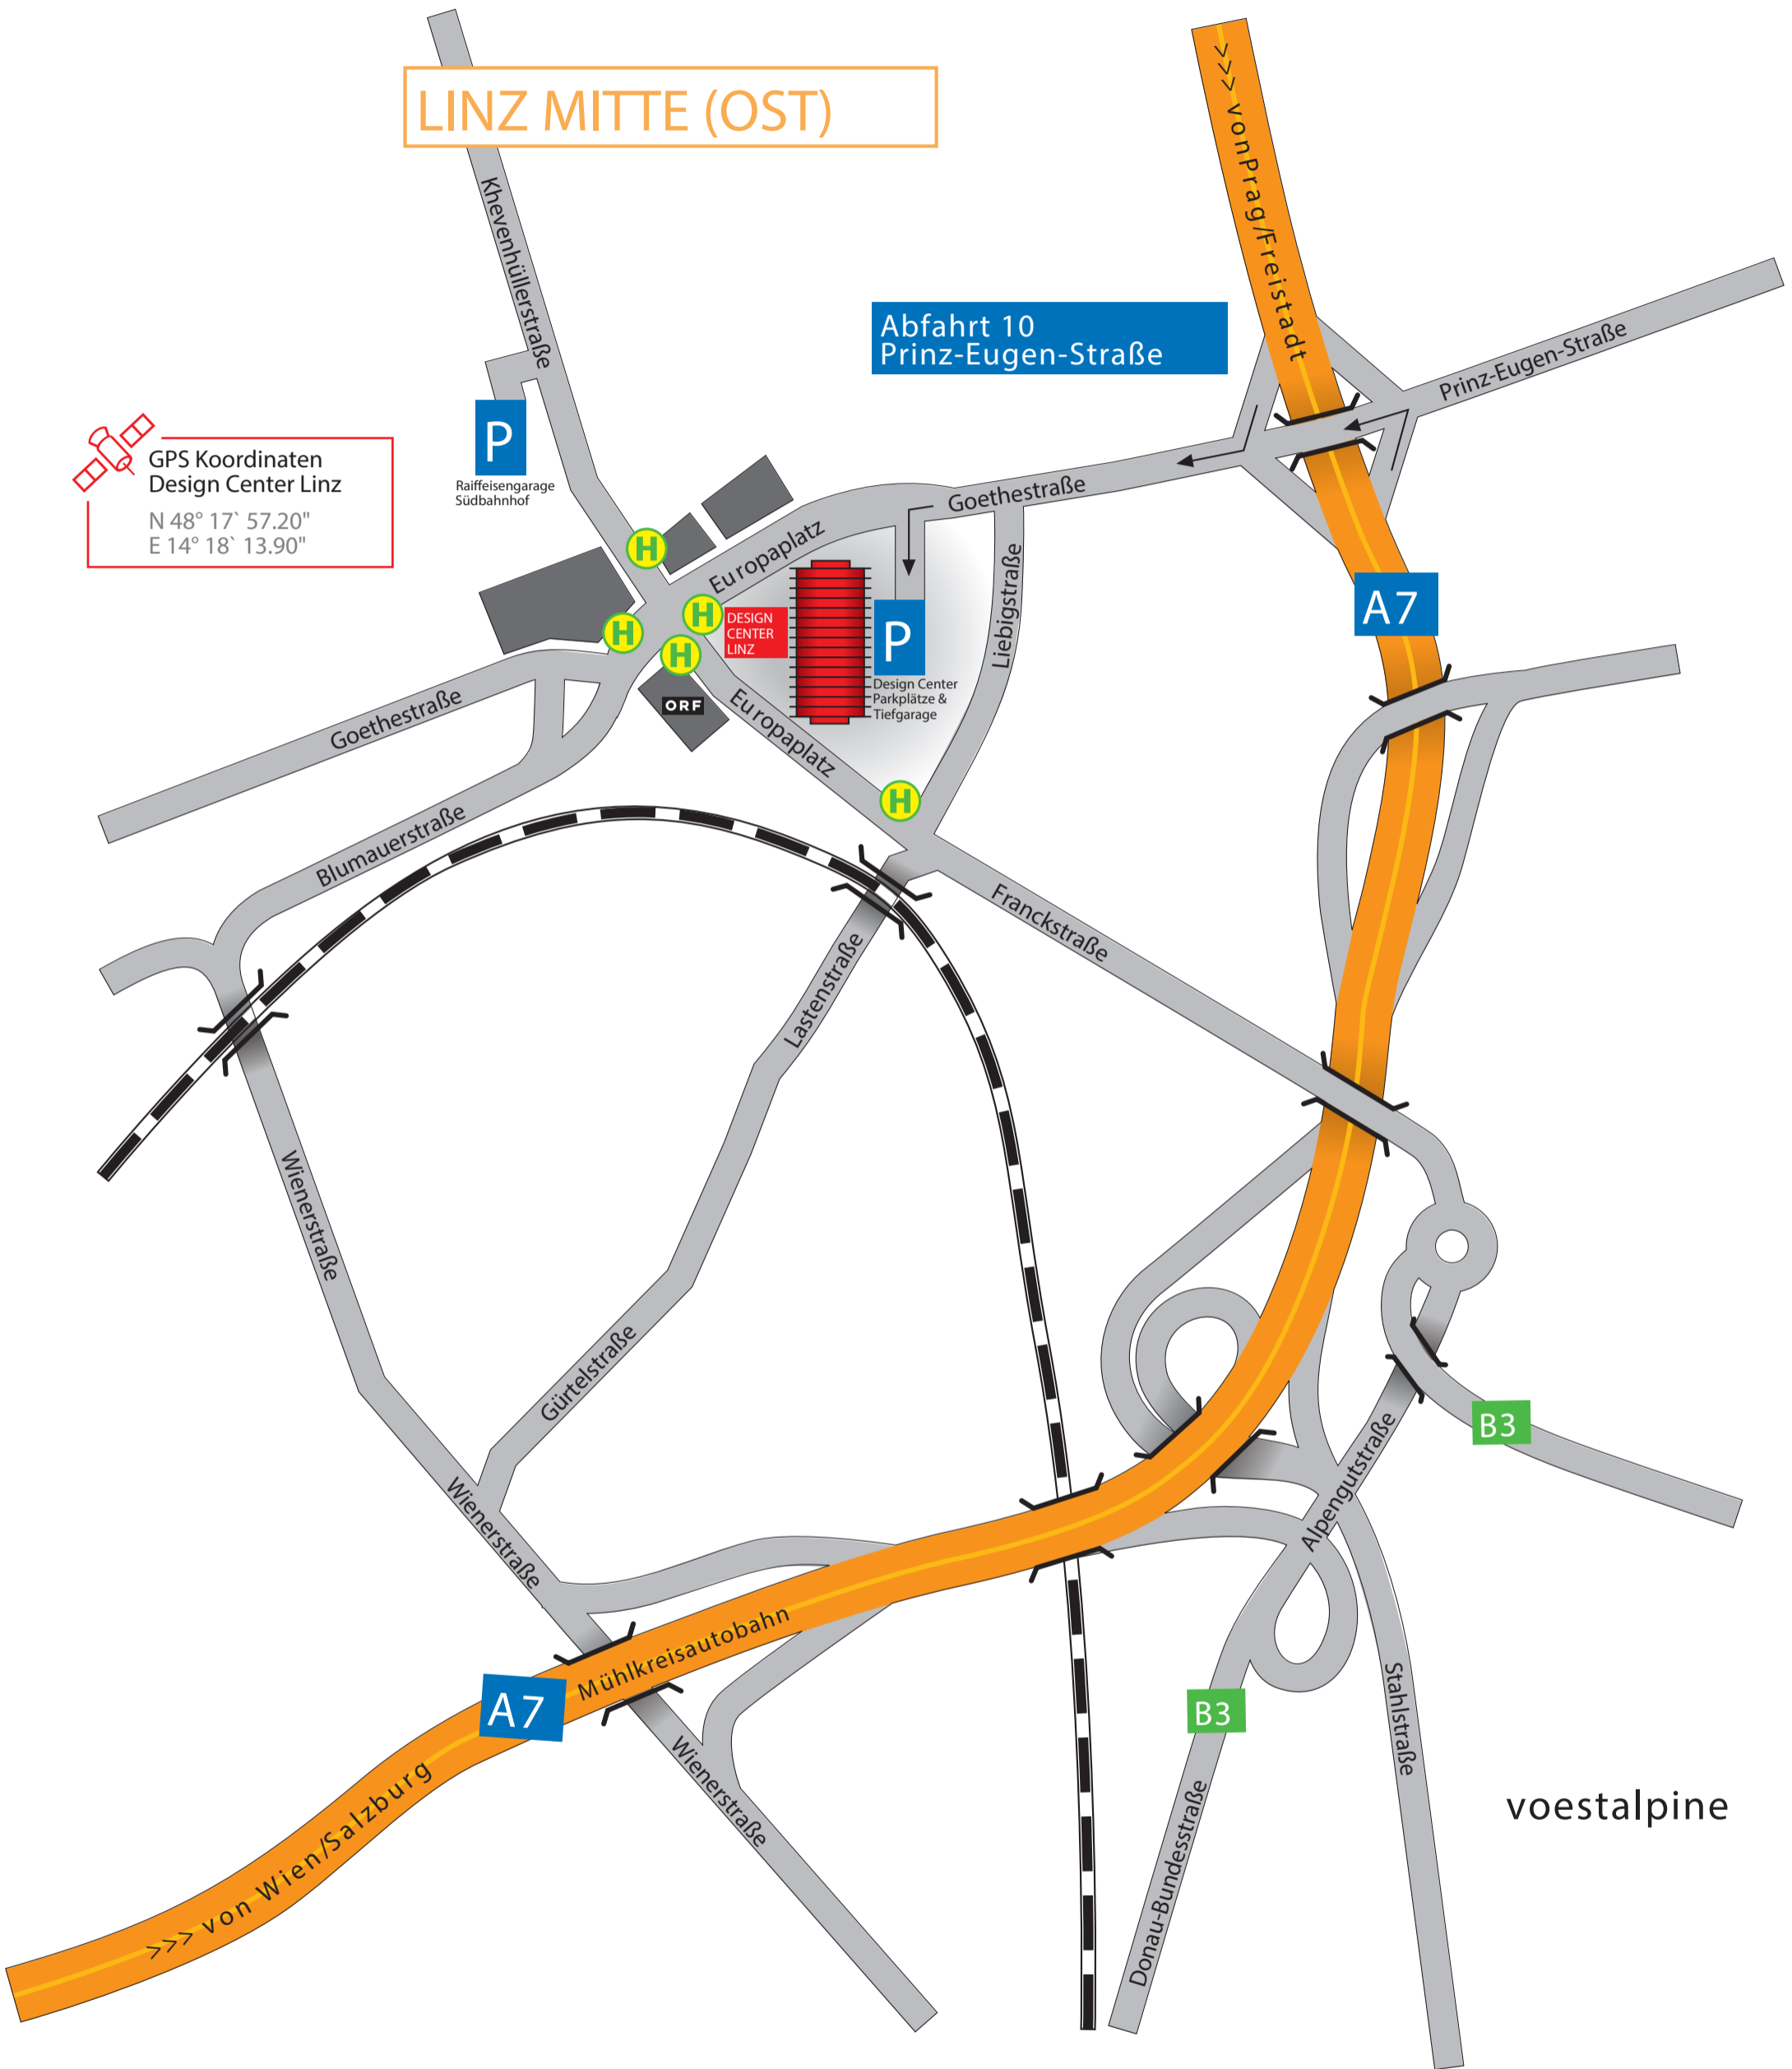 LINZ MITTE (OST)
>>> von Prag/Freistadt
Khevenhüllerstraße
Abfahrt 10
Prinz-Eugen-Straße
Prinz-Eugen-Straße
P
Raiffeisengarage
Südbahnhof
GPS Koordinaten
Design Center Linz
N 48° 17` 57.20"
E 14° 18` 13.90"
Goethestraße
H
Europaplatz
H
H
H
DESIGN
CENTER
LINZ
P
Design Center
Parkplätze &
Tiefgarage
Liebigstraße
A7
ORF
Goethestraße
Europaplatz
H
Blumauerstraße
Franckstraße
Lastenstraße
Wienerstraße
Gürtelstraße
B3
Alpengutstraße
Wienerstraße
Mühlkreisautobahn
A7
B3
Stahlstraße
Wienerstraße
>>> von Wien/Salzburg
voestalpine
Donau-Bundesstraße